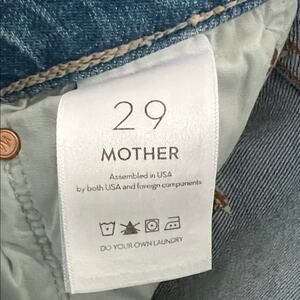 29
MOTHER
Assembled in USA
by both USA and foreign components
DO YOUR OWN LAUNDRY